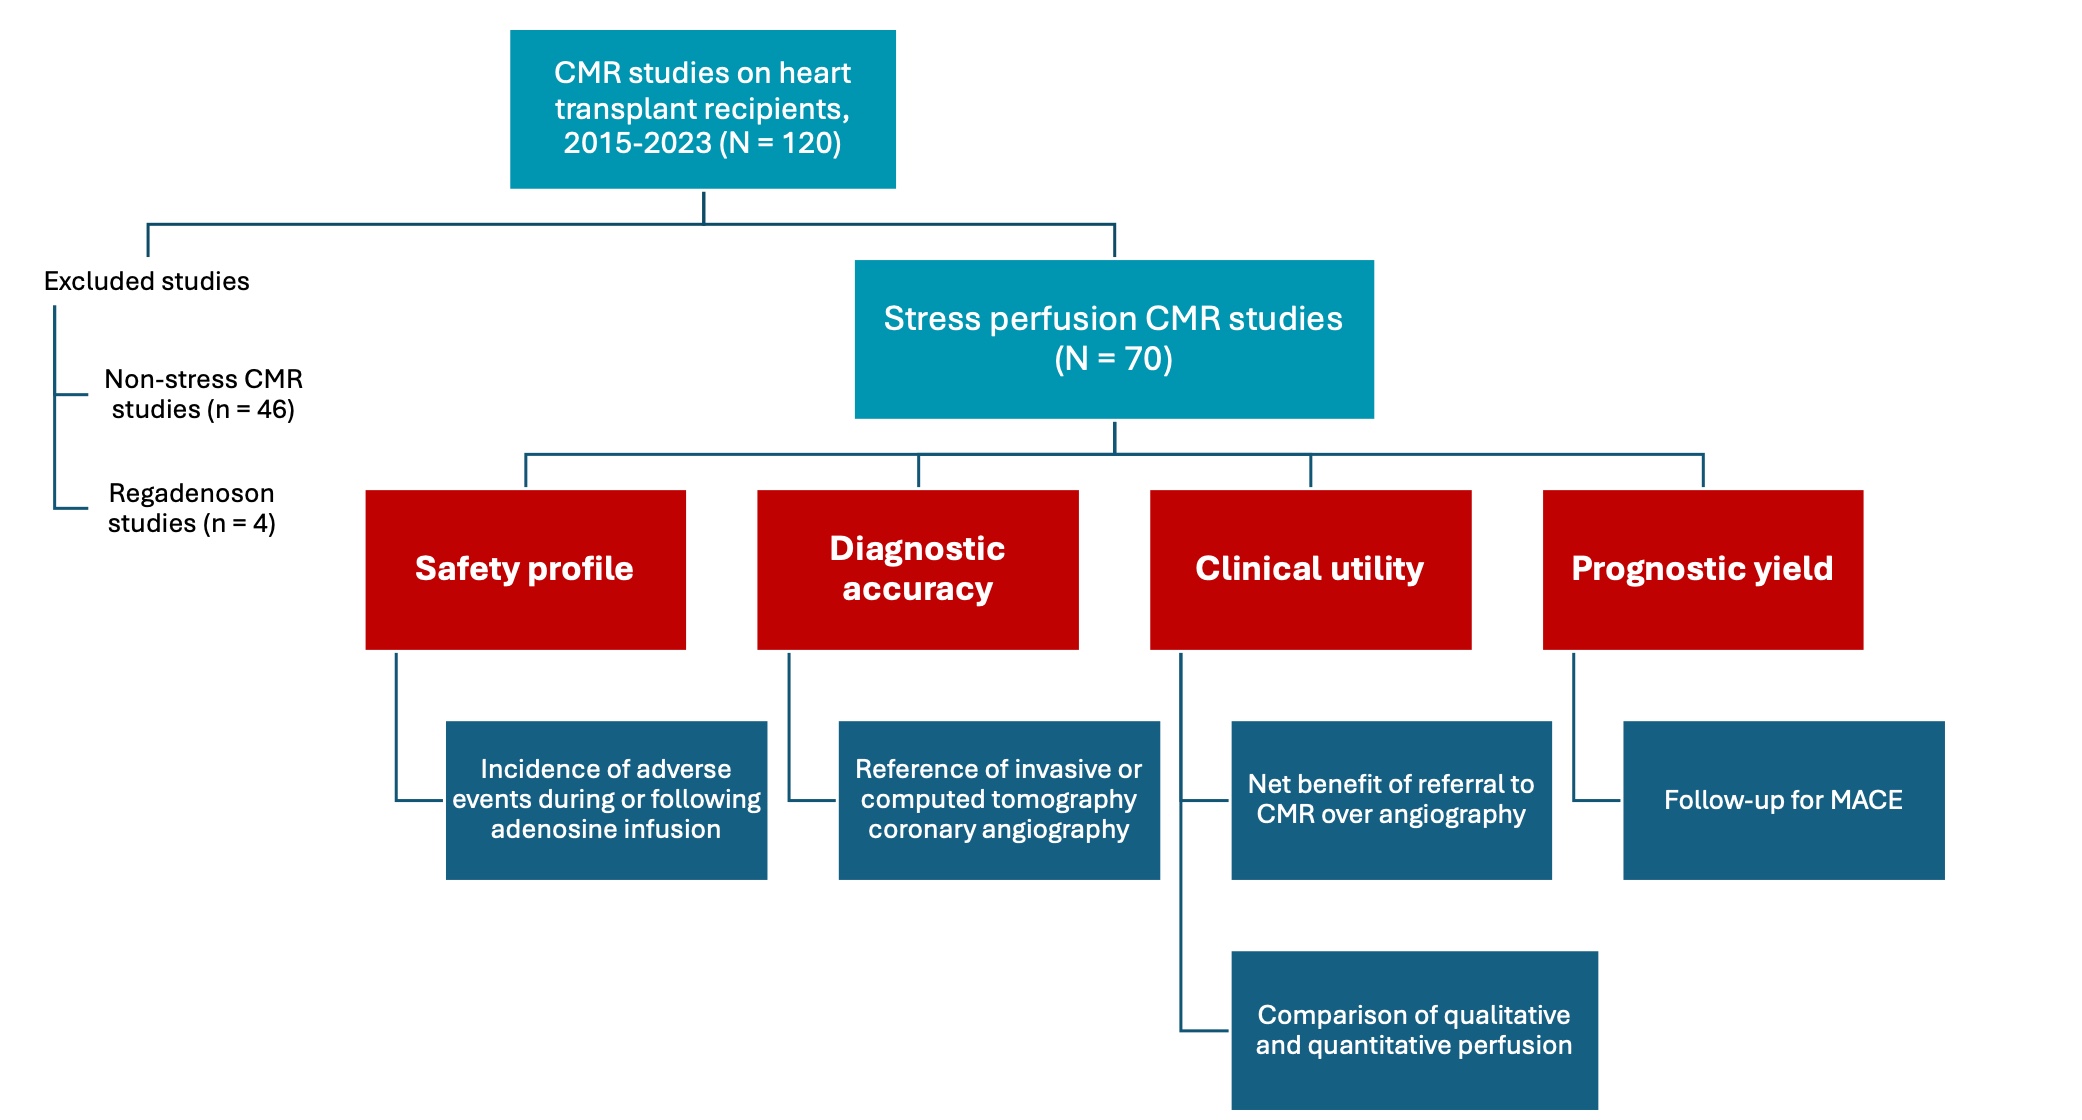 CMR studies on heart
transplant recipients,
2015-2023 (N = 120)
Excluded studies
Non-stress CMR
studies (n = 46)
Regadenoson
studies (n = 4)
Stress perfusion CMR studies
(N = 70)
Safety profile
Incidence of adverse
events during or following
adenosine infusion
Diagnostic
accuracy
Reference of invasive or
computed tomography
coronary angiography
Clinical utility
Net benefit of referral to
CMR over angiography
Comparison of qualitative
and quantitative perfusion
Prognostic yield
Follow-up for MACE